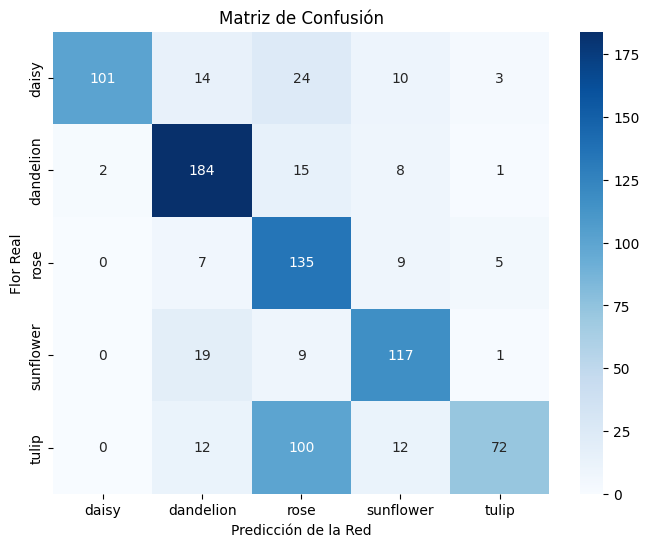 Matriz de Confusión
daisy 101 14 24 10 3
dandelion 2 184 15 8 1
rose 0 7 135 9 5
sunflower 0 19 9 117 1
tulip 0 12 100 12 72
daisy dandelion rose sunflower tulip
Flor Real
Predicción de la Red
175
150
125
100
75
50
25
0